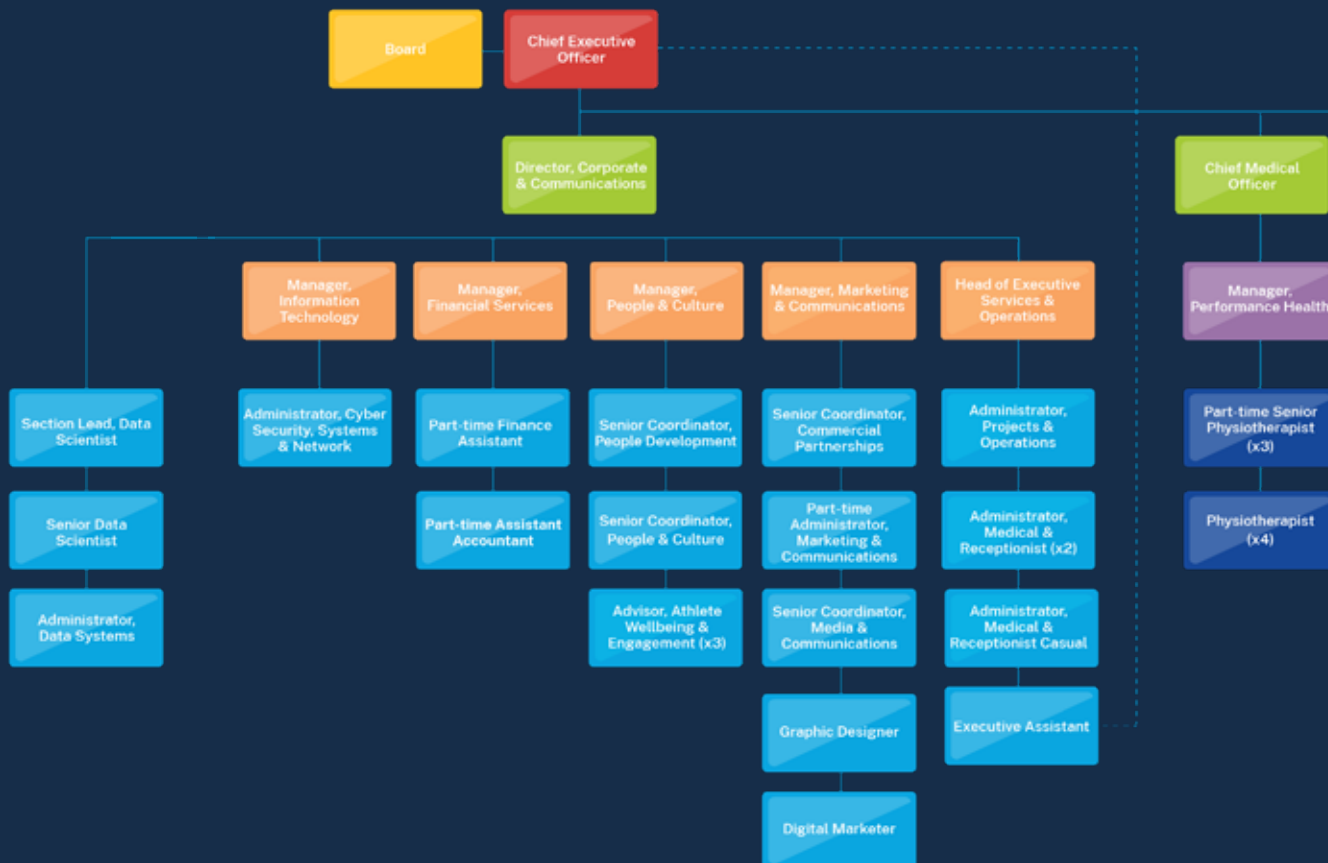 Board
Chief Executive
Officer
Director, Corporate
& Communications
Chief Medical
Officer
Manager,
Information
Technology
Manager,
Financial Services
Manager,
People & Culture
Manager, Marketing
& Communications
Head of Executive
Services &
Operations
Manager,
Performance Health
Section Lead, Data
Scientist
Administrator, Cyber
Security, Systems
& Network
Part-time Finance
Assistant
Senior Coordinator,
People Development
Senior Coordinator,
Commercial
Partnerships
Administrator,
Projects &
Operations
Part-time Senior
Physiotherapist
(x3)
Senior Data
Scientist
Part-time Assistant
Accountant
Senior Coordinator,
People & Culture
Part-time
Administrator,
Marketing &
Communications
Administrator,
Medical &
Receptionist (x2)
Physiotherapist
(x4)
Administrator,
Data Systems
Advisor, Athlete
Wellbeing &
Engagement (x3)
Senior Coordinator,
Media &
Communications
Administrator,
Medical &
Receptionist Casual
Graphic Designer
Executive Assistant
Digital Marketer